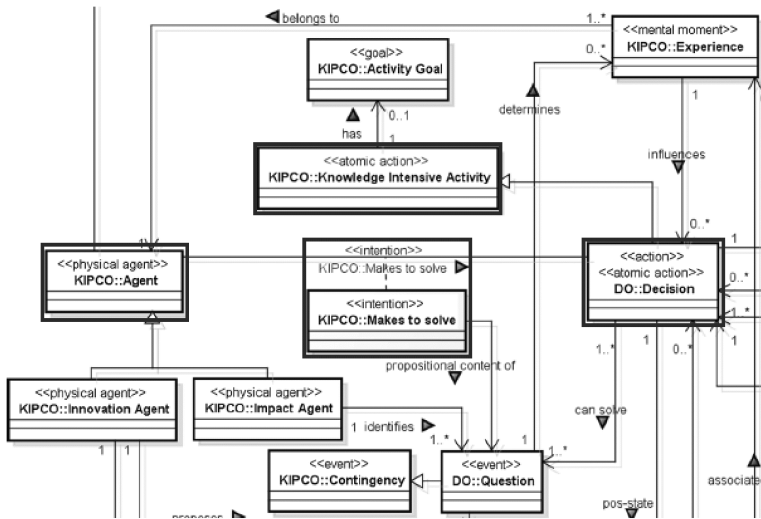 belongs to
1..*
<<mental moment>>
KIPCO::Experience
<<goal>>
KIPCO::Activity Goal
0..*
0..1
determines
1
has
1
<<atomic action>>
KIPCO::Knowledge Intensive Activity
influences
0..*
1
<<physical agent>>
KIPCO::Agent
<<intention>>
KIPCO::Makes to solve
<<action>>
<<atomic action>>
DO::Decision
0..*
<<intention>>
KIPCO::Makes to solve
1..*
1..*
1
0..*
1
propositional content of
<<physical agent>>
KIPCO::Innovation Agent
<<physical agent>>
KIPCO::Impact Agent
can solve
1 identifies
1..*
1
1..*
1
1
<<event>>
KIPCO::Contingency
<<event>>
DO::Question
associate
pos-state